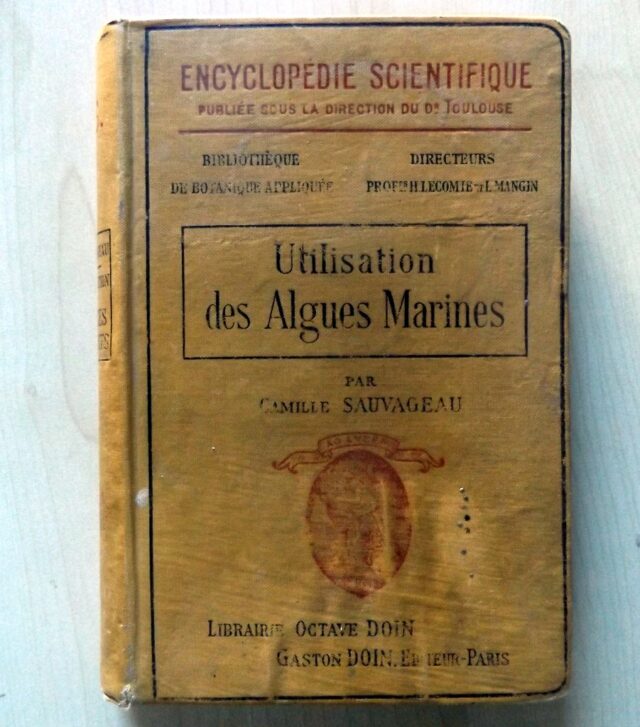 ENCYCLOPÉDIE SCIENTIFIQUE
PUBLIÉE SOUS LA DIRECTION DU Dr TOULOUSE
BIBLIOTHÈQUE
DE BOTANIQUE APPLIQUÉE
DIRECTEURS
PROFrs H LECOMTE et L. MANGIN
Utilisation
des Algues Marines
PAR
CAMILLE SAUVAGEAU
LIBRAIRIE OCTAVE DOIN
GASTON DOIN, EDITEUR-PARIS